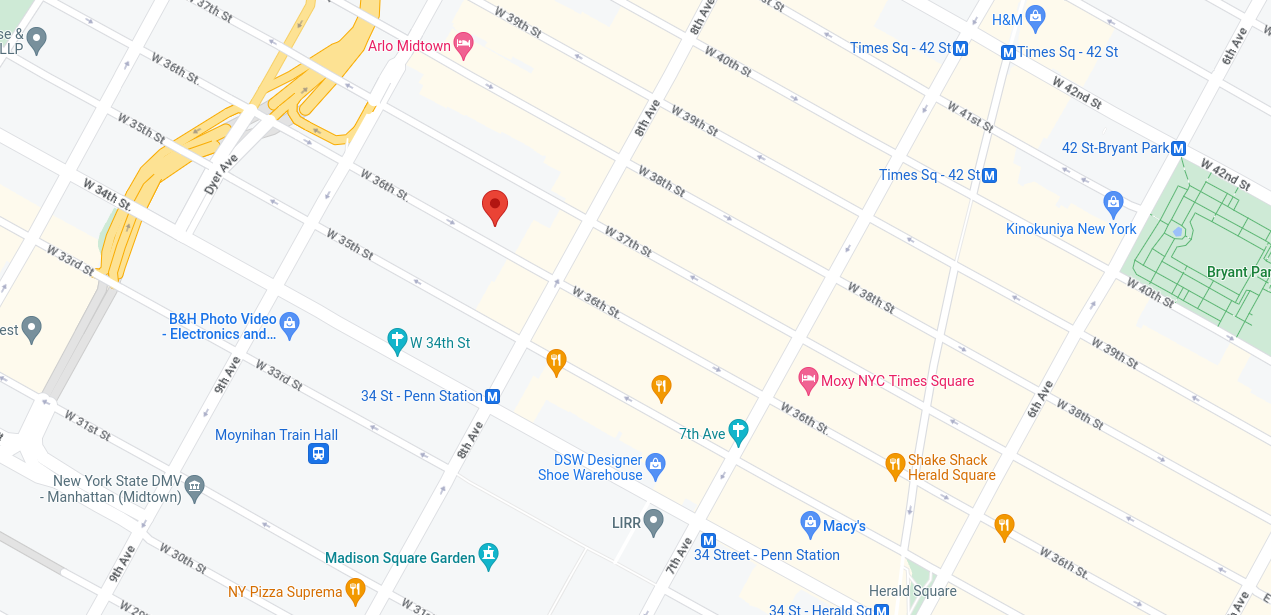 W 37th St
W 39th St
8th Ave
st St
H&M
Times Sq - 42 St
Times Sq - 42 St
6th Ave
se &
LLP
Arlo Midtown
W 36th St.
W 40th St
W 42nd St
W 35th St
8th Ave
W 39th St
W 41st St
42 St-Bryant Park
W 42nd St
Dyer Ave
W 36th St.
W 38th St
Times Sq - 42 St
W 34th St.
Kinokuniya New York
W 35th St
W 37th St
W 33rd St
Bryant Par
W 36th St.
W 38th St
W 40th St
B&H Photo Video
- Electronics and...
est
W 34th St
W 39th St
9th Ave
W 33rd St
Moxy NYC Times Square
34 St - Penn Station
6th Ave
W 38th St
W 36th St.
W 31st St
Moynihan Train Hall
8th Ave
7th Ave
DSW Designer
Shoe Warehouse
Shake Shack
Herald Square
New York State DMV
- Manhattan (Midtown)
LIRR
Macy's
Madison Square Garden
7th Ave
34 Street - Penn Station
W 30th St
9th Ave
W 36th St.
NY Pizza Suprema
Herald Square
W 31s
34 St - Herald Sq